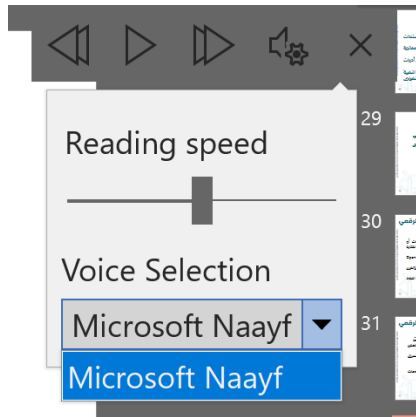 29
Reading speed
30
Voice Selection
31
Microsoft Naayf
Microsoft Naayf